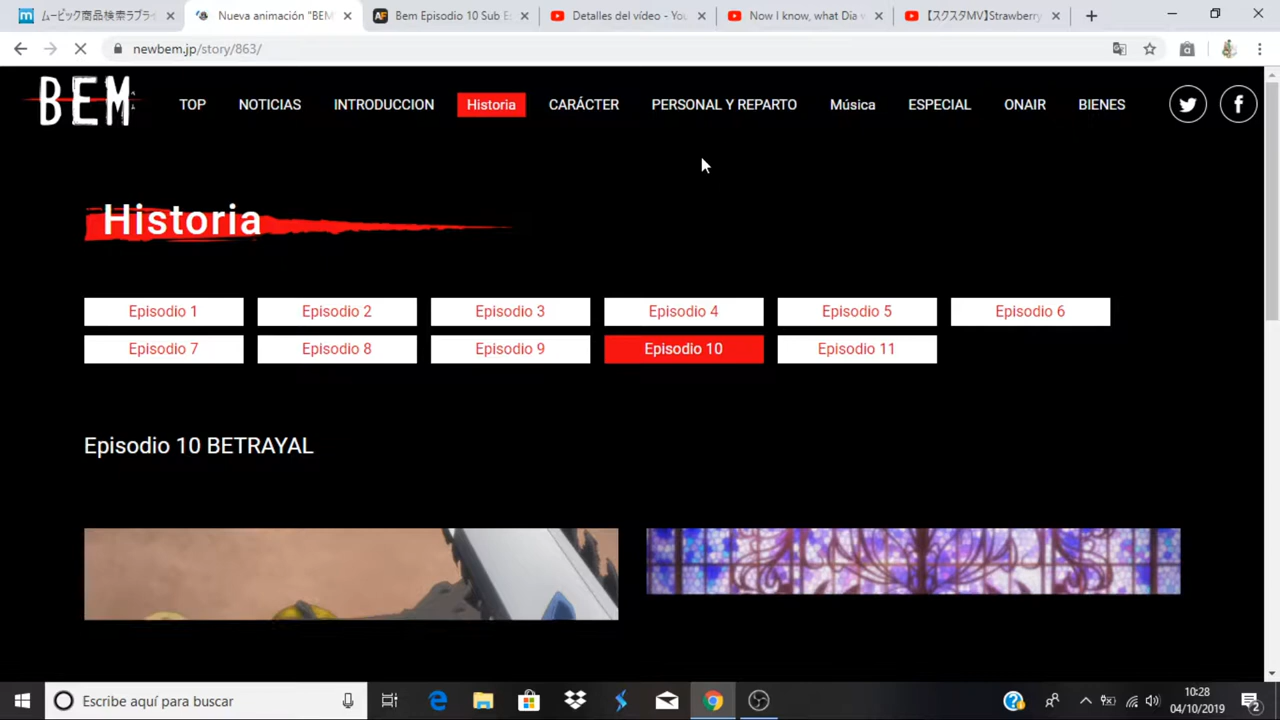 ムービック商品検索ラブライ
Nueva animación "BEM
Bem Episodio 10 Sub E
Detalles del vídeo - You
Now I know, what Dia w
【スクスタMV】Strawberry
newbem.jp/story/863/
BEM
TOP
NOTICIAS
INTRODUCCION
Historia
CARÁCTER
PERSONAL Y REPARTO
Música
ESPECIAL
ONAIR
BIENES
Historia
Episodio 1
Episodio 2
Episodio 3
Episodio 4
Episodio 5
Episodio 6
Episodio 7
Episodio 8
Episodio 9
Episodio 10
Episodio 11
Episodio 10 BETRAYAL
Escribe aquí para buscar
10:28
04/10/2019
2